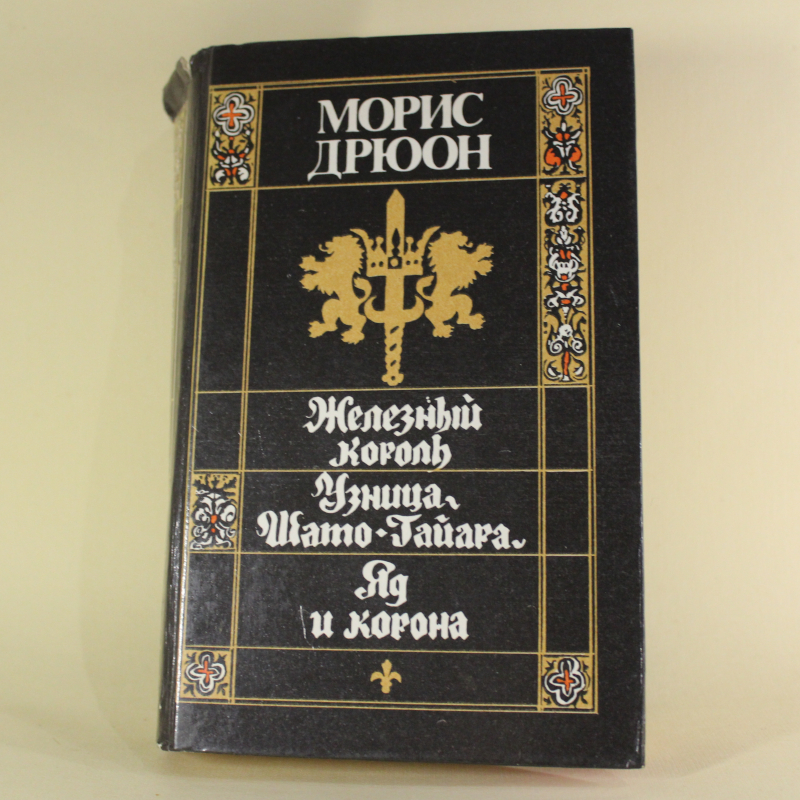 МОРИС
ДРЮОН
Железный
король
Узница
Шато-Гайара
Яд
и корона